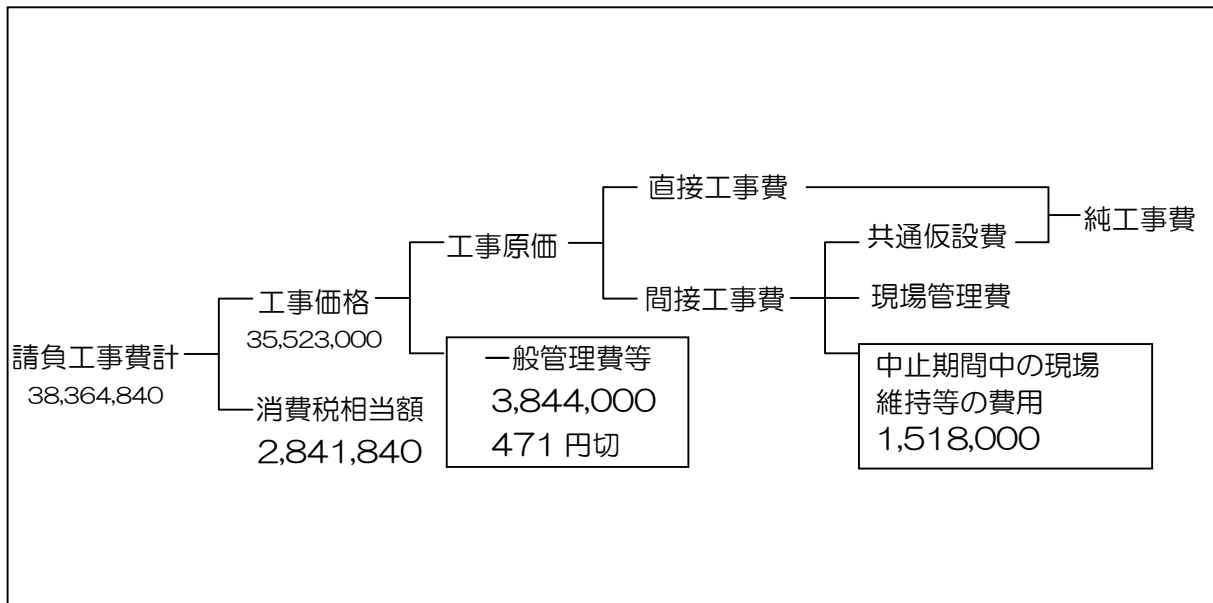 直接工事費
純工事費
共通仮設費
工事原価
間接工事費
現場管理費
工事価格
35,523,000
請負工事費計
38,364,840
一般管理費等
3,844,000
471 円切
中止期間中の現場
維持等の費用
1,518,000
消費税相当額
2,841,840